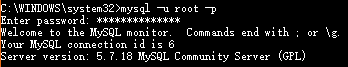 C:\WINDOWS\system32>mysql -u root -p
Enter password: **************
Welcome to the MySQL monitor.  Commands end with ; or \g.
Your MySQL connection id is 6
Server version: 5.7.18 MySQL Community Server (GPL)